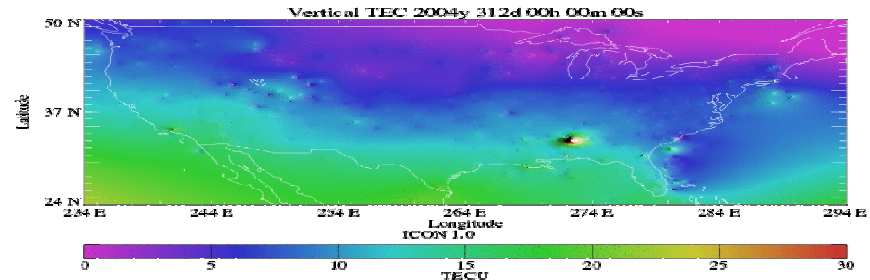 Vertical TEC 2004y 312d 00h 00m 00s
50 N
37 N
24 N
Latitude
234 E 244 E 254 E 264 E 274 E 284 E 294 E
Longitude
ICON 1.0
0 5 10 15 20 25 30
TECU